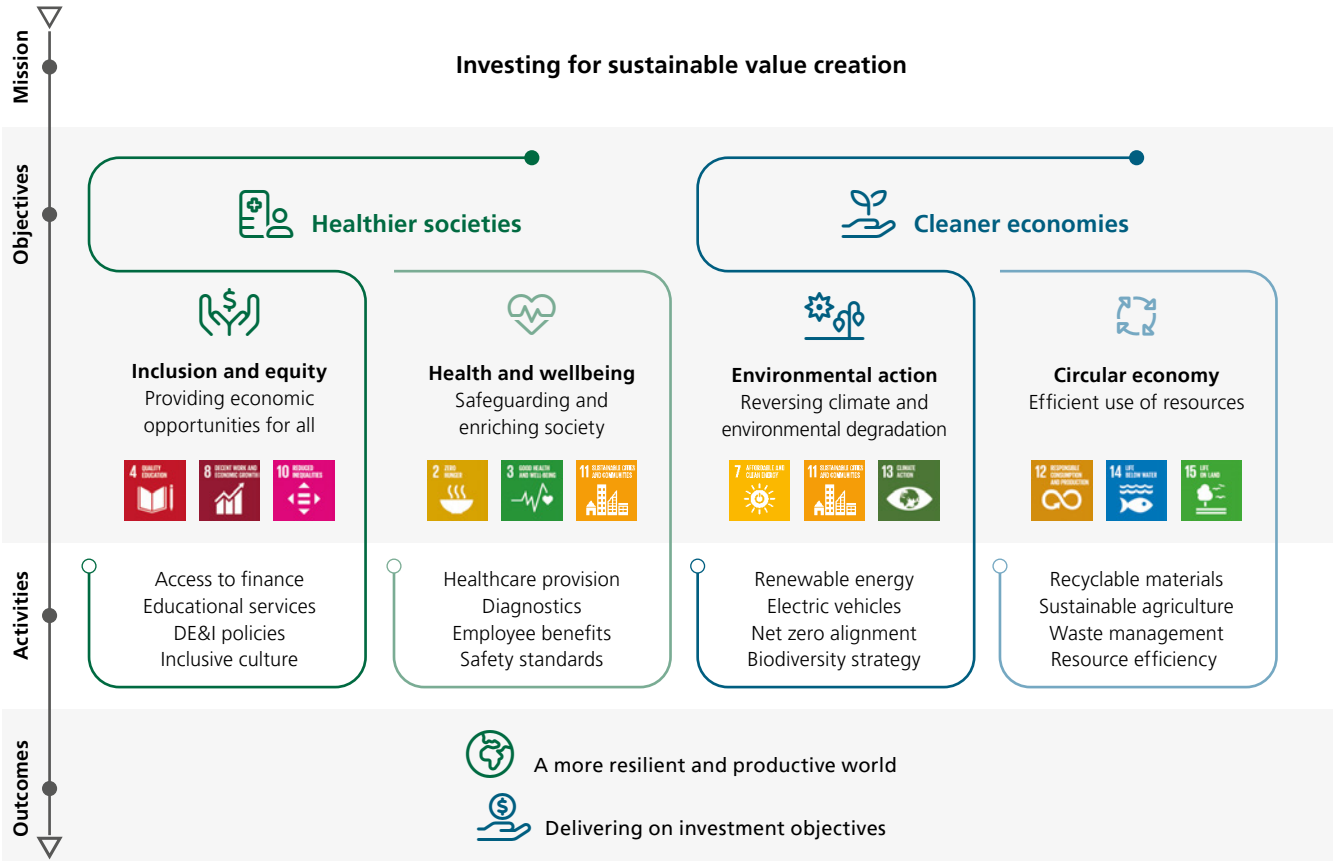 Mission
Investing for sustainable value creation
Objectives
Healthier societies
Cleaner economies
Inclusion and equity
Providing economic
opportunities for all
Health and wellbeing
Safeguarding and
enriching society
Environmental action
Reversing climate and
environmental degradation
Circular economy
Efficient use of resources
4 QUALITY
EDUCATION
8 DECENT WORK AND
ECONOMIC GROWTH
10 REDUCED
INEQUALITIES
2 ZERO
HUNGER
3 GOOD HEALTH
AND WELL-BEING
11 SUSTAINABLE CITIES
AND COMMUNITIES
7 AFFORDABLE AND
CLEAN ENERGY
11 SUSTAINABLE CITIES
AND COMMUNITIES
13 CLIMATE
ACTION
12 RESPONSIBLE
CONSUMPTION
AND PRODUCTION
14 LIFE
BELOW WATER
15 LIFE
ON LAND
Activities
Access to finance
Educational services
DE&I policies
Inclusive culture
Healthcare provision
Diagnostics
Employee benefits
Safety standards
Renewable energy
Electric vehicles
Net zero alignment
Biodiversity strategy
Recyclable materials
Sustainable agriculture
Waste management
Resource efficiency
Outcomes
A more resilient and productive world
Delivering on investment objectives